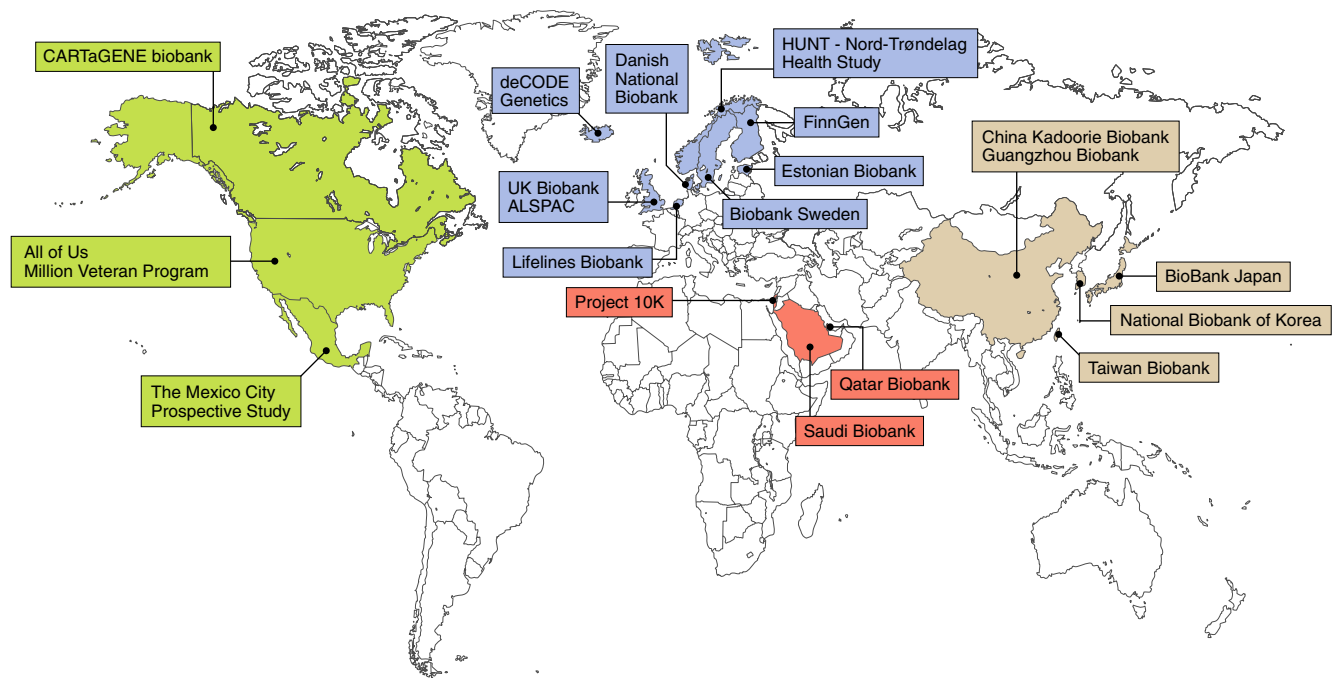 CARTaGENE biobank
All of Us
Million Veteran Program
The Mexico City
Prospective Study
deCODE
Genetics
Danish
National
Biobank
HUNT - Nord-Trøndelag
Health Study
FinnGen
Estonian Biobank
UK Biobank
ALSPAC
Biobank Sweden
Lifelines Biobank
Project 10K
Qatar Biobank
Saudi Biobank
China Kadoorie Biobank
Guangzhou Biobank
BioBank Japan
National Biobank of Korea
Taiwan Biobank